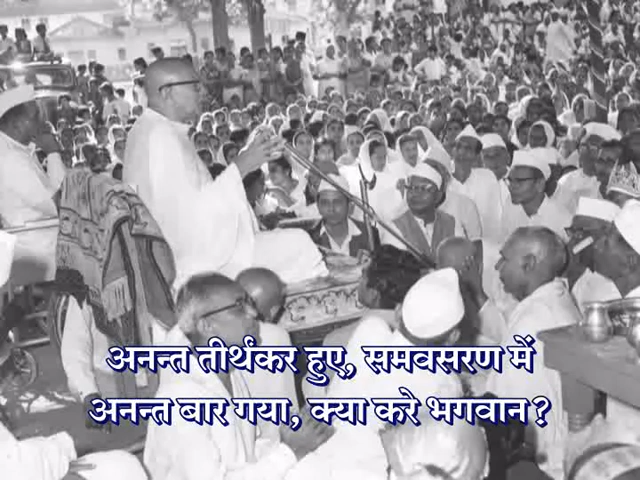 अनन्त तीर्थंकर हुए, समवसरण में
अनन्त बार गया, क्या करे भगवान?